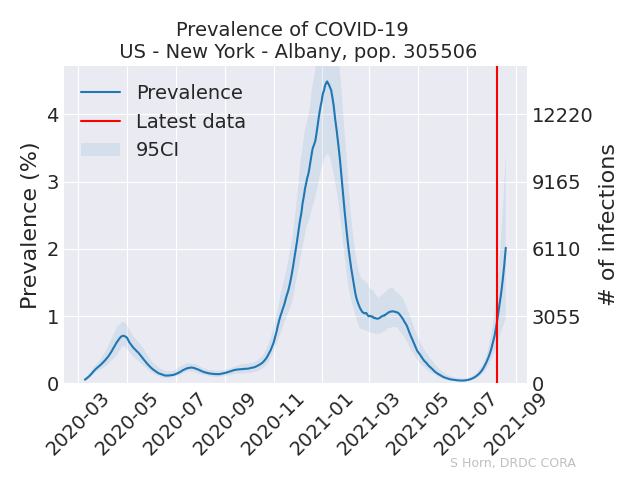 Prevalence of COVID-19
US - New York - Albany, pop. 305506
Prevalence
Latest data
95CI
Prevalence (%)
4
3
2
1
0
12220
9165
6110
3055
0
# of infections
2020-03
2020-05
2020-07
2020-09
2020-11
2021-01
2021-03
2021-05
2021-07
2021-09
S Horn, DRDC CORA